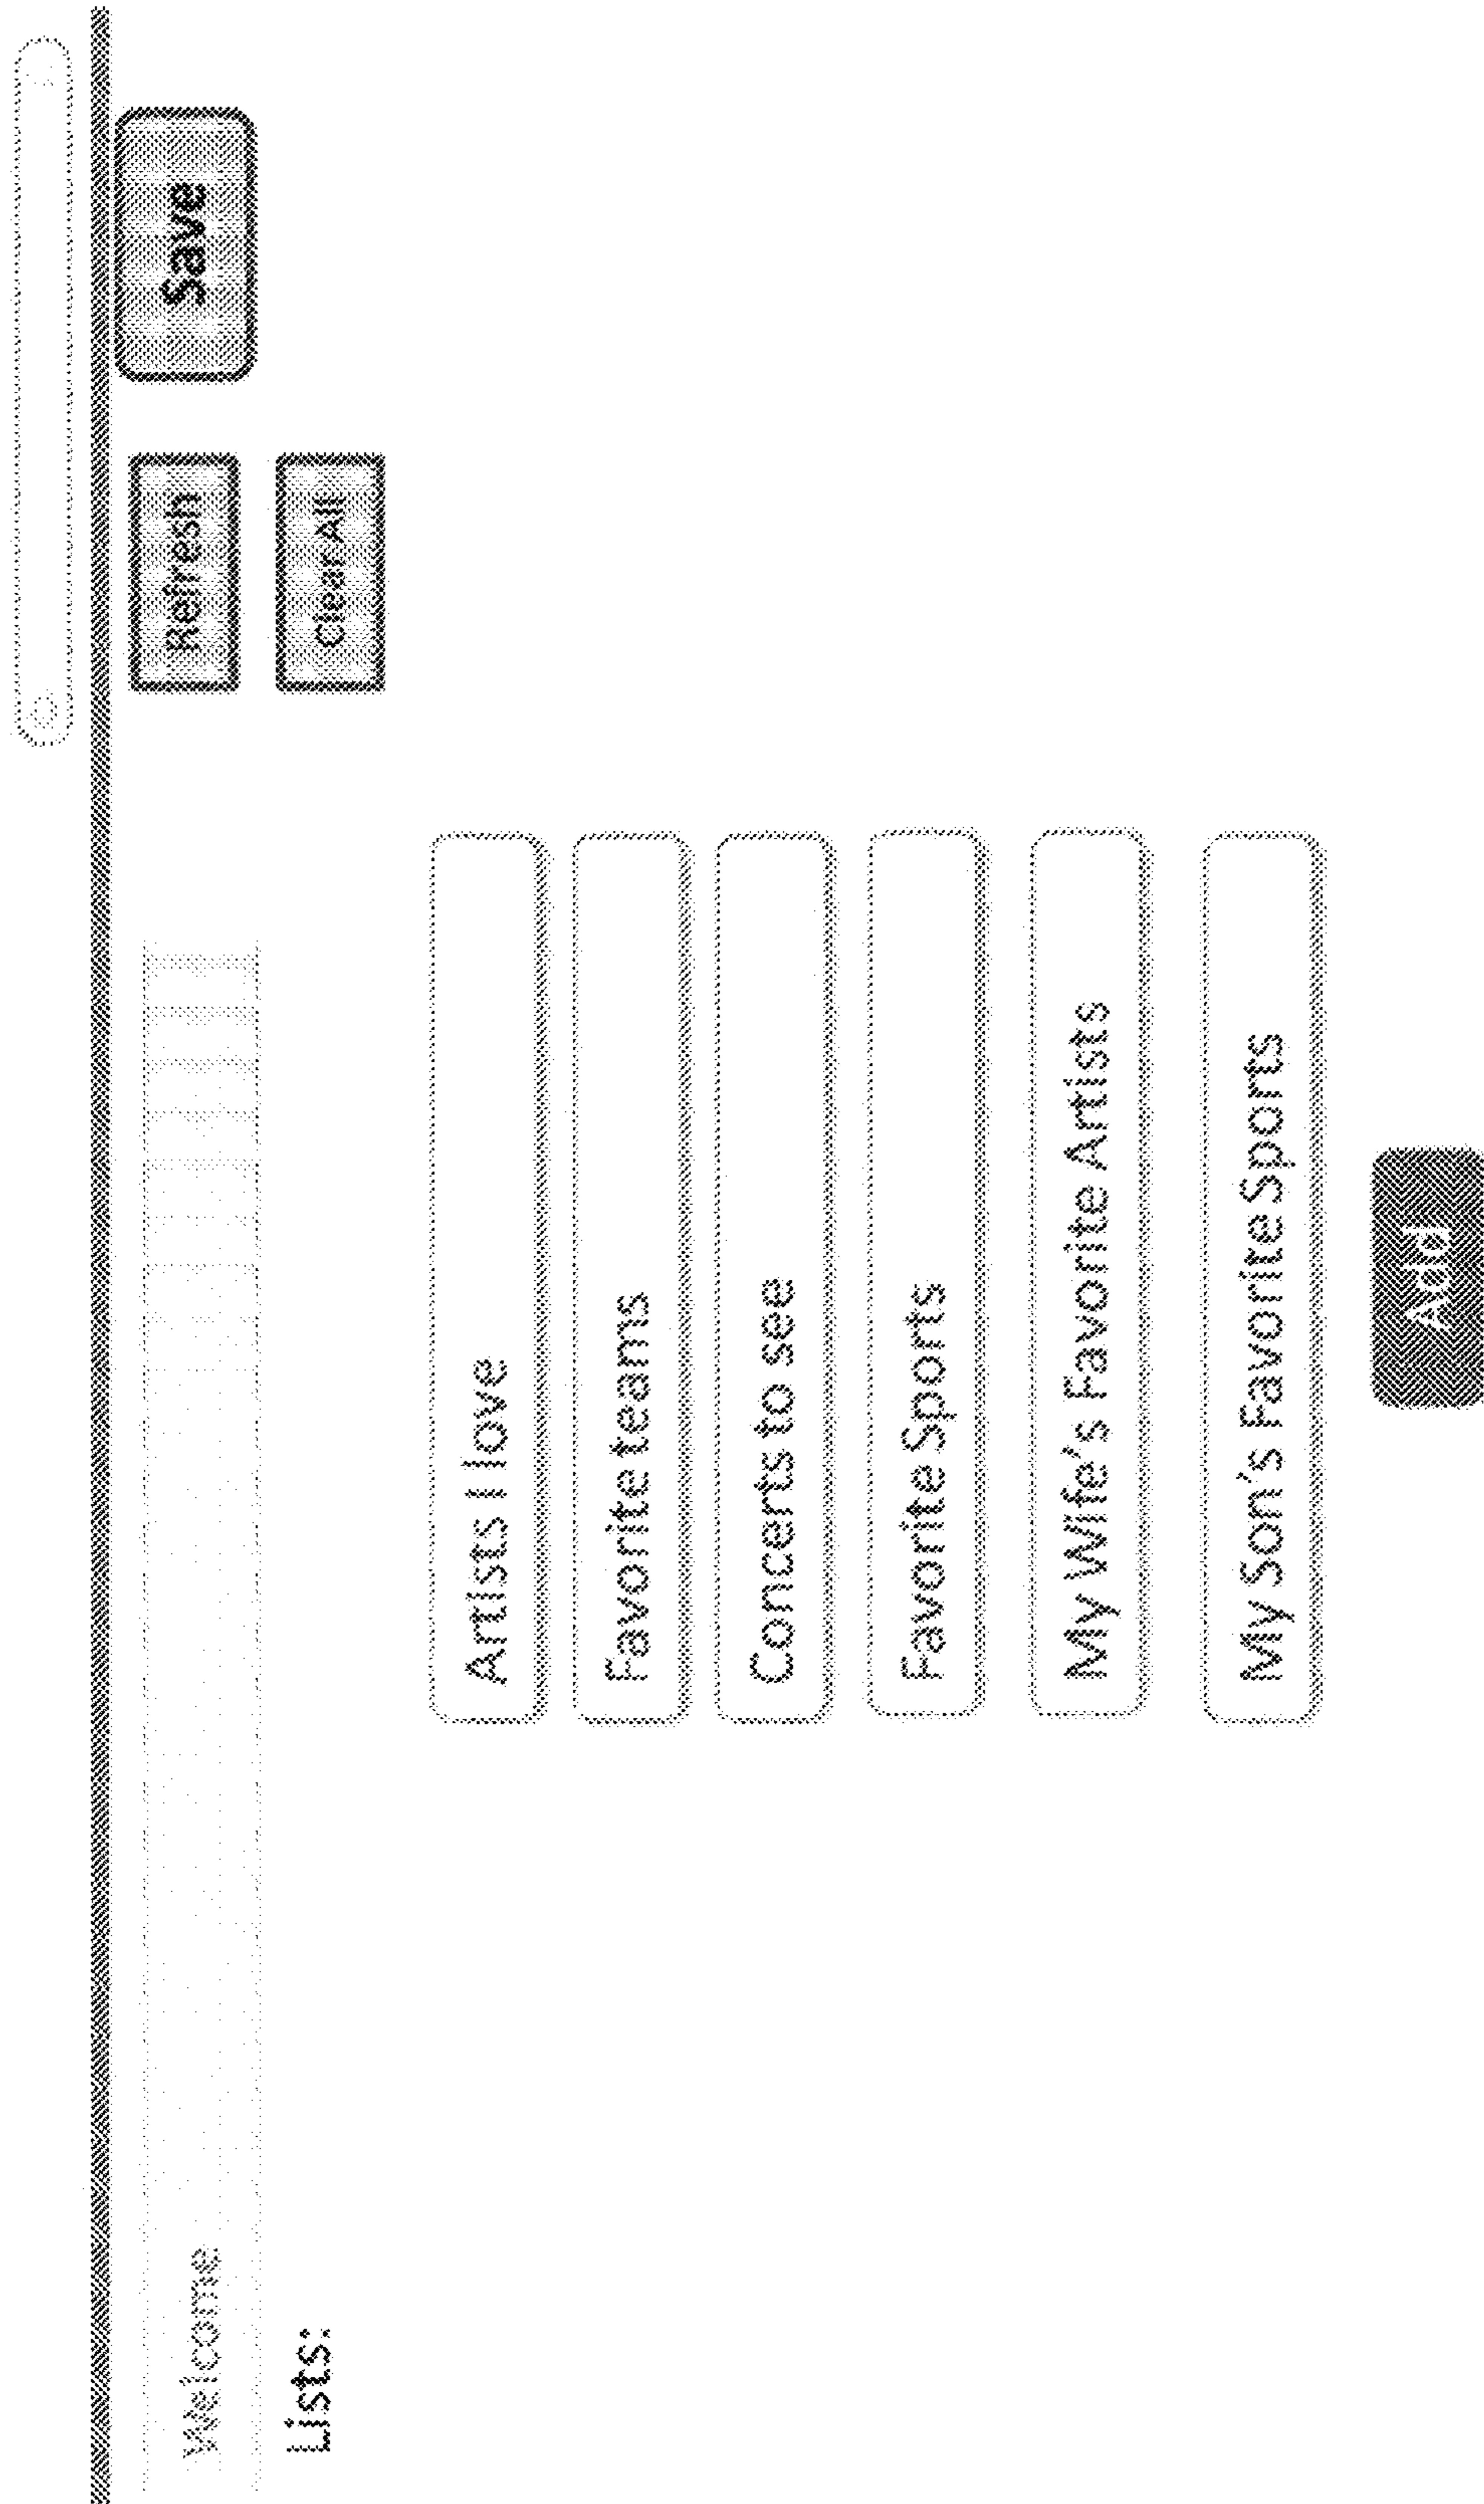 Welcome
Refresh
Save
Lists:
Clear All
Artists I love
Favorite teams
Concerts to see
Favorite Sports
My Wife's Favorite Artists
My Son's Favorite Sports
Add